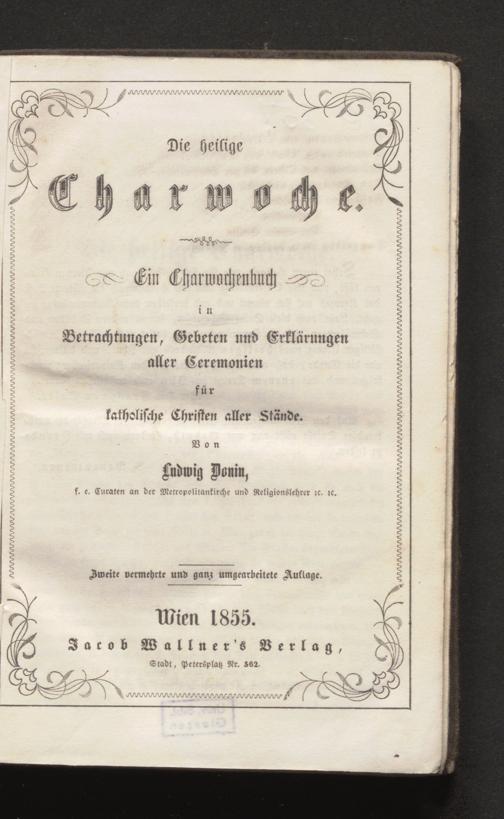 Die heilige
Charwoche.
Ein Charwochenbuch
in
Betrachtungen, Gebeten und Erklärungen
aller Ceremonien
für
katholische Christen aller Stände.
Von
Ludwig Donin,
f. e. Curaten an der Metropolitankirche und Religionslehrer ꝛc. ꝛc.
Zweite vermehrte und ganz umgearbeitete Auflage.
Wien 1855.
Jacob Wallner's Verlag,
Stadt, Petersplatz Nr. 562.